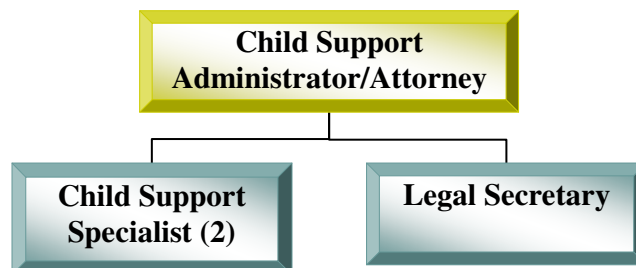 Child Support
Administrator/Attorney
Child Support
Specialist (2)
Legal Secretary